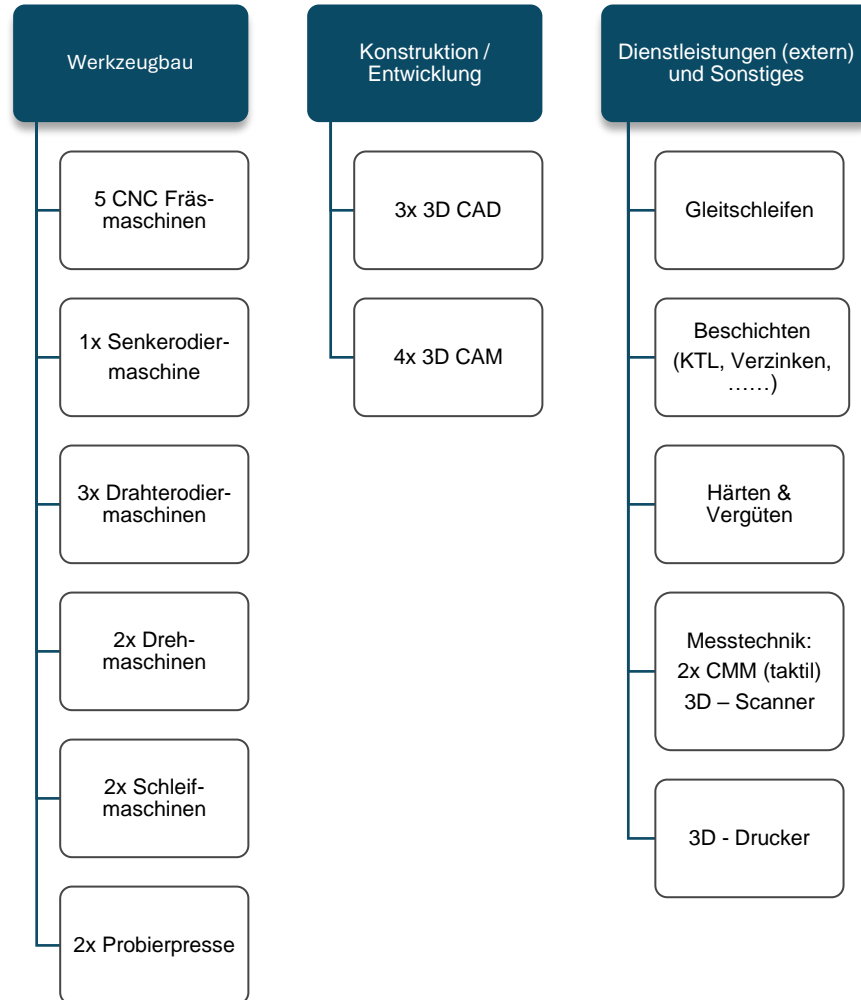 Werkzeugbau
5 CNC Fräs-
maschinen
1x Senkerodier-
maschine
3x Drahterodier-
maschinen
2x Dreh-
maschinen
2x Schleif-
maschinen
2x Probierpresse
Konstruktion /
Entwicklung
3x 3D CAD
4x 3D CAM
Dienstleistungen (extern)
und Sonstiges
Gleitschleifen
Beschichten
(KTL, Verzinken,
……)
Härten &
Vergüten
Messtechnik:
2x CMM (taktil)
3D – Scanner
3D - Drucker